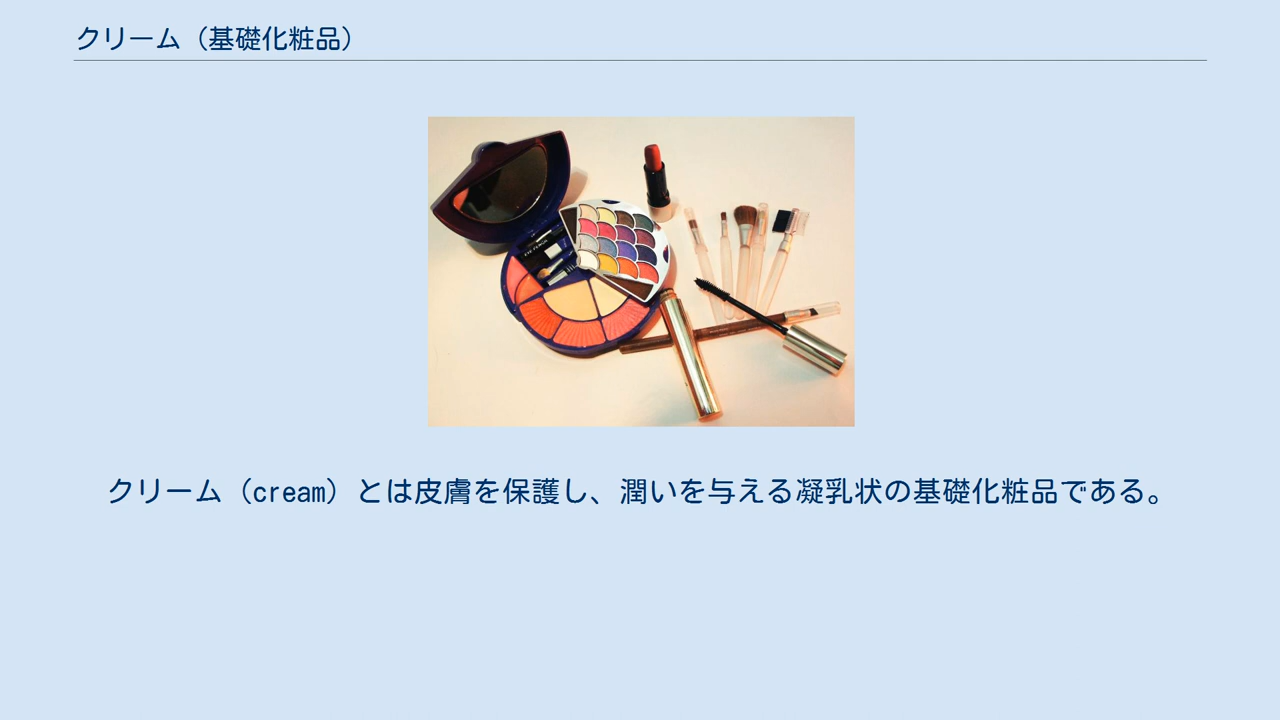 クリーム（基礎化粧品）
EYE PENCIL
クリーム（cream）とは皮膚を保護し、潤いを与える凝乳状の基礎化粧品である。